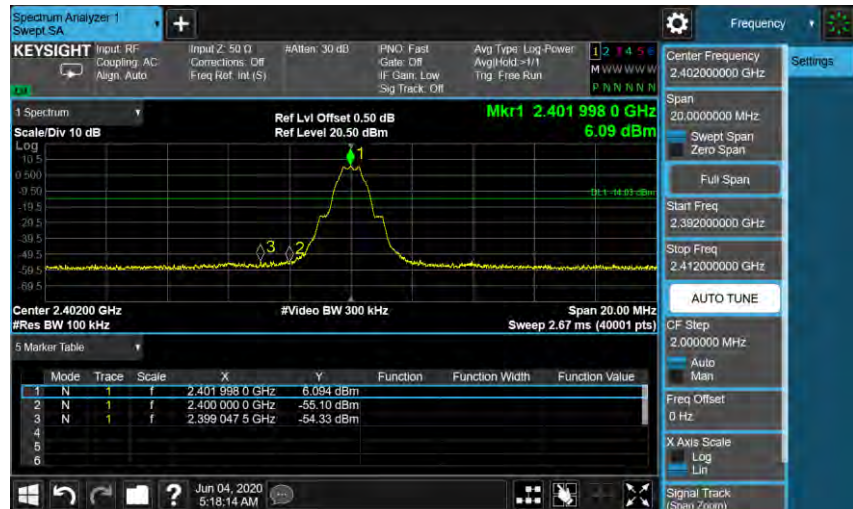 Spectrum Analyzer 1
Swept SA
+
Frequency
KEYSIGHT
Input: RF
Coupling: AC
Align: Auto
Input Z: 50 Ω
Corrections: Off
Freq Ref: Int (S)
#Atten: 30 dB
PNO: Fast
Gate: Off
IF Gain: Low
Sig Track: Off
Avg Type: Log-Power
Avg|Hold:>1/1
Trig: Free Run
1 2 3 4 5 6
M W W W W W
P N N N N N
1 Spectrum
Scale/Div 10 dB
Log
Ref Lvl Offset 0.50 dB
Ref Level 20.50 dBm
Mkr1 2.401 998 0 GHz
6.09 dBm
10.5
0.500
-9.50
-19.5
-29.5
-39.5
-49.5
-59.5
-69.5
1
2
3
DL1 -14.03 dBm
Center 2.40200 GHz
#Res BW 100 kHz
#Video BW 300 kHz
Span 20.00 MHz
Sweep 2.67 ms (40001 pts)
5 Marker Table
Mode Trace Scale X Y Function Function Width Function Value
1 N 1 f 2.401 998 0 GHz 6.094 dBm
2 N 1 f 2.400 000 0 GHz -55.10 dBm
3 N 1 f 2.399 047 5 GHz -54.33 dBm
4
5
6
?
Jun 04, 2020
5:18:14 AM
Center Frequency
2.402000000 GHz
Settings
Span
20.0000000 MHz
Swept Span
Zero Span
Full Span
Start Freq
2.392000000 GHz
Stop Freq
2.412000000 GHz
AUTO TUNE
CF Step
2.000000 MHz
Auto
Man
Freq Offset
0 Hz
X Axis Scale
Log
Lin
Signal Track
(Span Zoom)